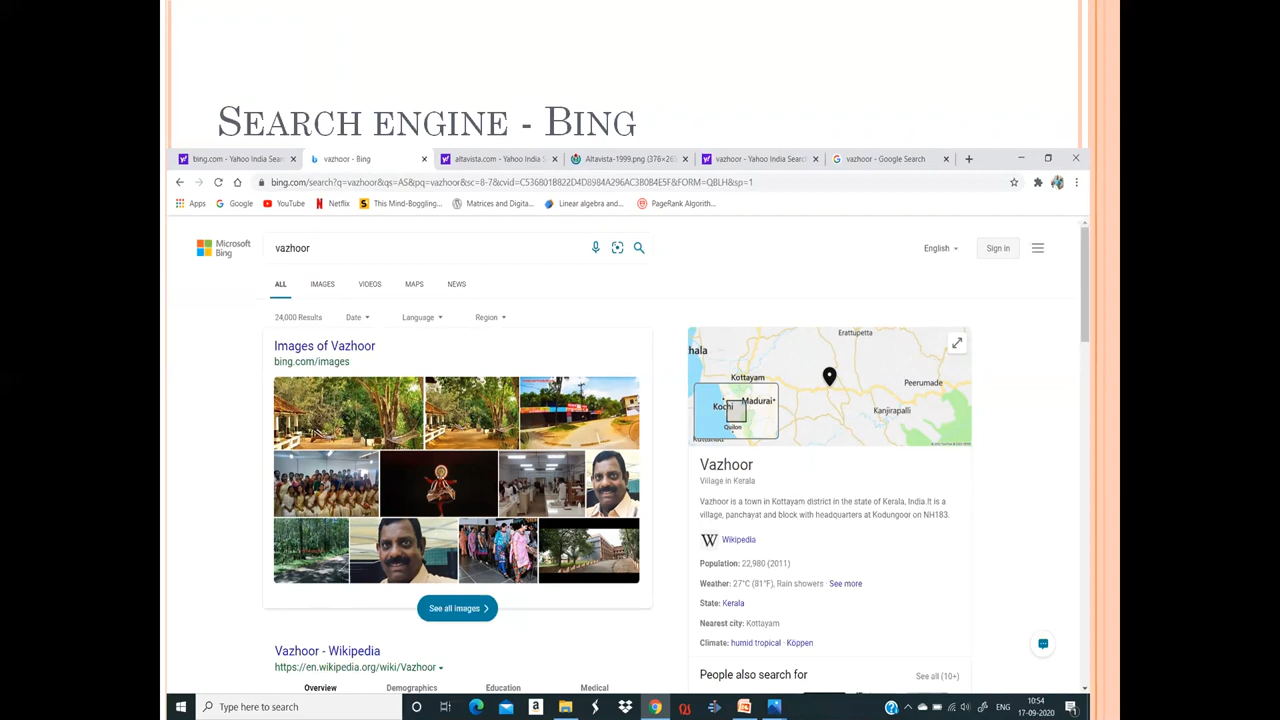 SEARCH ENGINE - BING
bing.com - Yahoo India Sear
vazhoor - Bing
altavista.com - Yahoo India S
Altavista-1999.png (376×26
vazhoor - Yahoo India Search
vazhoor - Google Search
bing.com/search?q=vazhoor&qs=AS&pq=vazhoor&sc=8-7&cvid=C536801B822D4D8984A296AC3B0B4E5F&FORM=QBLH&sp=1
Apps
Google
YouTube
Netflix
This Mind-Boggling...
Matrices and Digita...
Linear algebra and...
PageRank Algorith...
Microsoft
Bing
vazhoor
English
Sign in
ALL
IMAGES
VIDEOS
MAPS
NEWS
24,000 Results
Date
Language
Region
Images of Vazhoor
bing.com/images
See all images
Vazhoor - Wikipedia
https://en.wikipedia.org/wiki/Vazhoor
Overview
Demographics
Education
Medical
Erattupetta
hala
Kottayam
Peerumade
Kochi
Madurai
Kanjirapalli
Quilon
Vazhoor
Village in Kerala
Vazhoor is a town in Kottayam district in the state of Kerala, India.It is a
village, panchayat and block with headquarters at Kodungoor on NH183.
W Wikipedia
Population: 22,980 (2011)
Weather: 27°C (81°F), Rain showers · See more
State: Kerala
Nearest city: Kottayam
Climate: humid tropical · Köppen
People also search for
See all (10+)
Type here to search
ENG
10:54
17-09-2020